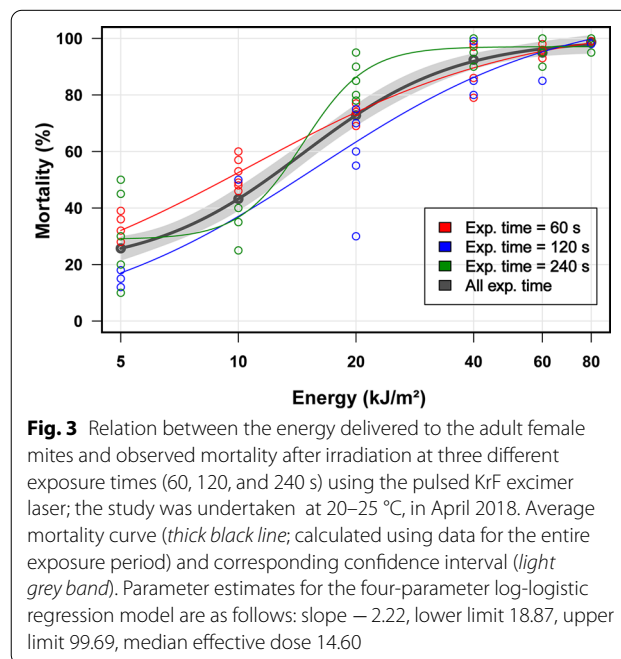 100
80
60
40
20
0
Mortality (%)
Exp. time = 60 s
Exp. time = 120 s
Exp. time = 240 s
All exp. time
5 10 20 40 60 80
Energy (kJ/m²)
Fig. 3 Relation between the energy delivered to the adult female
mites and observed mortality after irradiation at three different
exposure times (60, 120, and 240 s) using the pulsed KrF excimer
laser; the study was undertaken at 20–25 °C, in April 2018. Average
mortality curve (thick black line; calculated using data for the entire
exposure period) and corresponding confidence interval (light
grey band). Parameter estimates for the four-parameter log-logistic
regression model are as follows: slope −2.22, lower limit 18.87, upper
limit 99.69, median effective dose 14.60